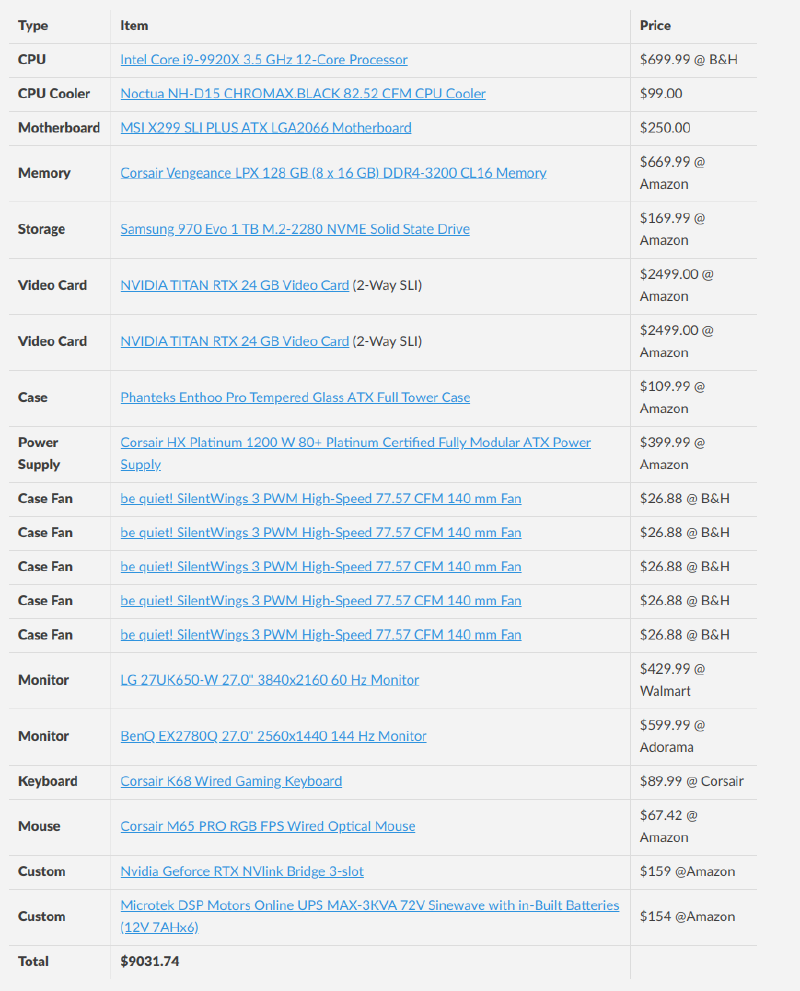 Type Item Price
CPU Intel Core i9-9920X 3.5 GHz 12-Core Processor $699.99 @ B&H
CPU Cooler Noctua NH-D15 CHROMAX.BLACK 82.52 CFM CPU Cooler $99.00
Motherboard MSI X299 SLI PLUS ATX LGA2066 Motherboard $250.00
Memory Corsair Vengeance LPX 128 GB (8 x 16 GB) DDR4-3200 CL16 Memory $669.99 @
Amazon
Storage Samsung 970 Evo 1 TB M.2-2280 NVME Solid State Drive $169.99 @
Amazon
Video Card NVIDIA TITAN RTX 24 GB Video Card (2-Way SLI) $2499.00 @
Amazon
Video Card NVIDIA TITAN RTX 24 GB Video Card (2-Way SLI) $2499.00 @
Amazon
Case Phanteks Enthoo Pro Tempered Glass ATX Full Tower Case $109.99 @
Amazon
Power Corsair HX Platinum 1200 W 80+ Platinum Certified Fully Modular ATX Power $399.99 @
Supply Supply Amazon
Case Fan be quiet! SilentWings 3 PWM High-Speed 77.57 CFM 140 mm Fan $26.88 @ B&H
Case Fan be quiet! SilentWings 3 PWM High-Speed 77.57 CFM 140 mm Fan $26.88 @ B&H
Case Fan be quiet! SilentWings 3 PWM High-Speed 77.57 CFM 140 mm Fan $26.88 @ B&H
Case Fan be quiet! SilentWings 3 PWM High-Speed 77.57 CFM 140 mm Fan $26.88 @ B&H
Case Fan be quiet! SilentWings 3 PWM High-Speed 77.57 CFM 140 mm Fan $26.88 @ B&H
Monitor LG 27UK650-W 27.0" 3840x2160 60 Hz Monitor $429.99 @
Walmart
Monitor BenQ EX2780Q 27.0" 2560x1440 144 Hz Monitor $599.99 @
Adorama
Keyboard Corsair K68 Wired Gaming Keyboard $89.99 @ Corsair
Mouse Corsair M65 PRO RGB FPS Wired Optical Mouse $67.42 @
Amazon
Custom Nvidia Geforce RTX NVlink Bridge 3-slot $159 @Amazon
Custom Microtek DSP Motors Online UPS MAX-3KVA 72V Sinewave with in-Built Batteries $154 @Amazon
(12V 7AHx6)
Total $9031.74